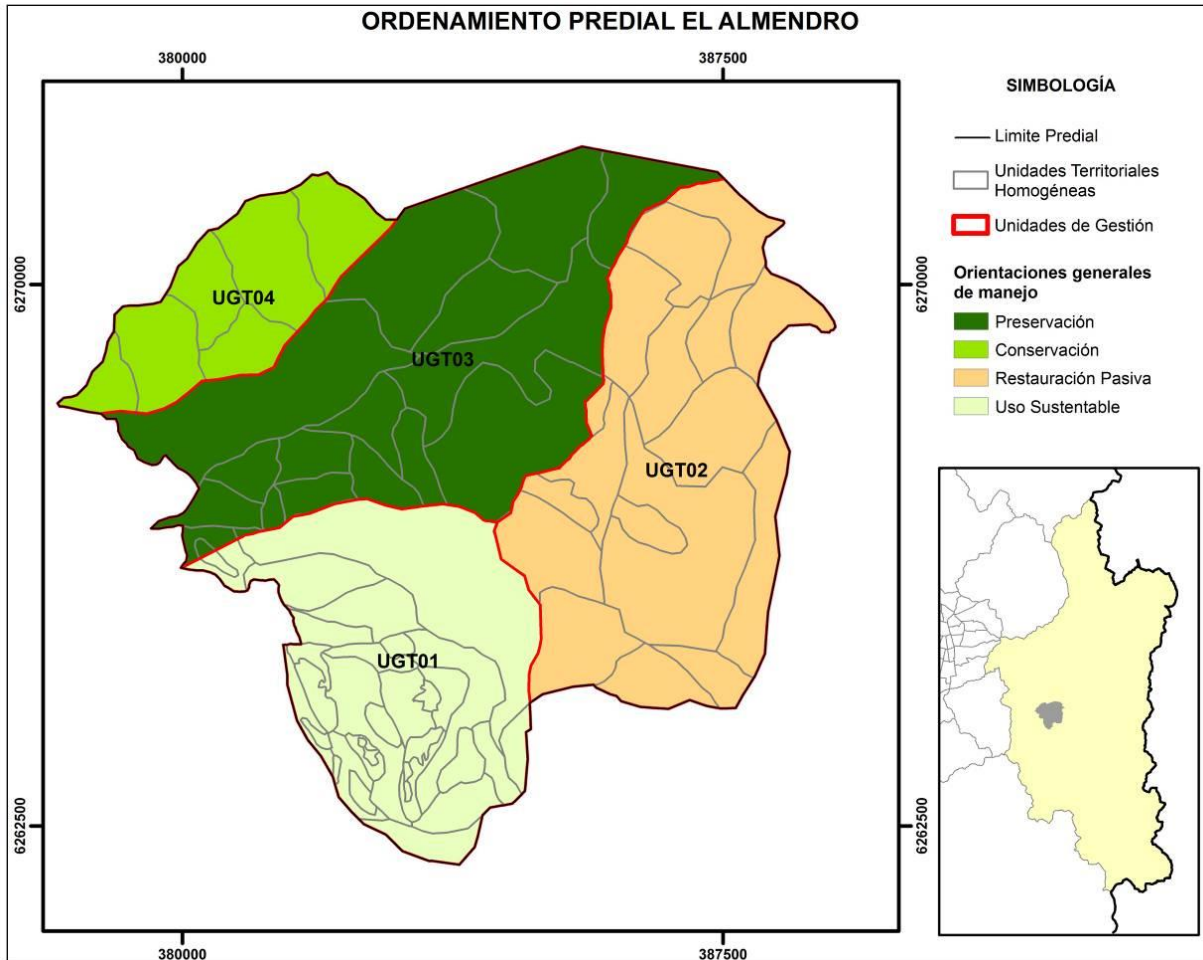 ORDENAMIENTO PREDIAL EL ALMENDRO
380000
387500
6270000
6270000
UGT04
UGT03
UGT02
UGT01
6262500
6262500
380000
387500
SIMBOLOGÍA
Limite Predial
Unidades Territoriales
Homogéneas
Unidades de Gestión
Orientaciones generales
de manejo
Preservación
Conservación
Restauración Pasiva
Uso Sustentable